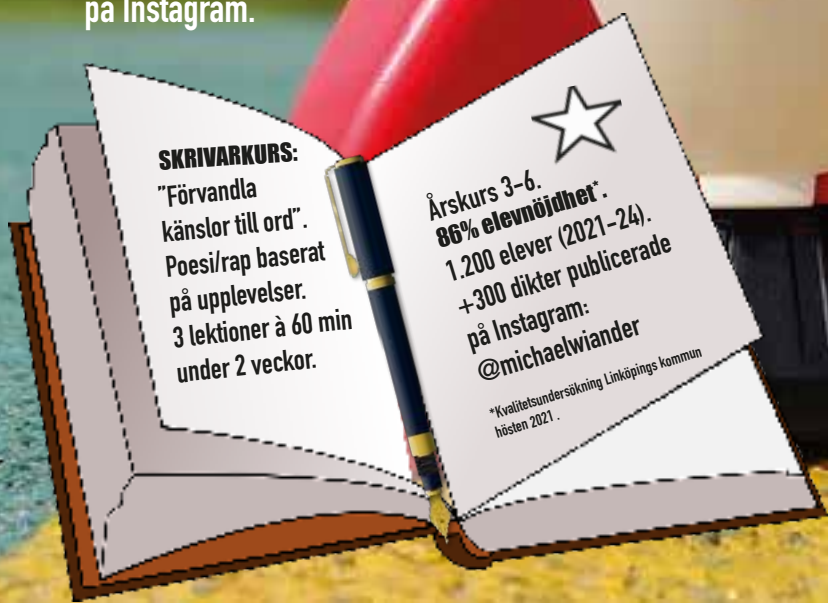 på Instagram.
SKRIVARKURS:
"Förvandla
känslor till ord".
Poesi/rap baserat
på upplevelser.
3 lektioner à 60 min
under 2 veckor.
Årskurs 3-6.
86% elevnöjdhet*.
1.200 elever (2021-24).
+300 dikter publicerade
på Instagram:
@michaelwiander
*Kvalitetsundersökning Linköpings kommun
hösten 2021 .